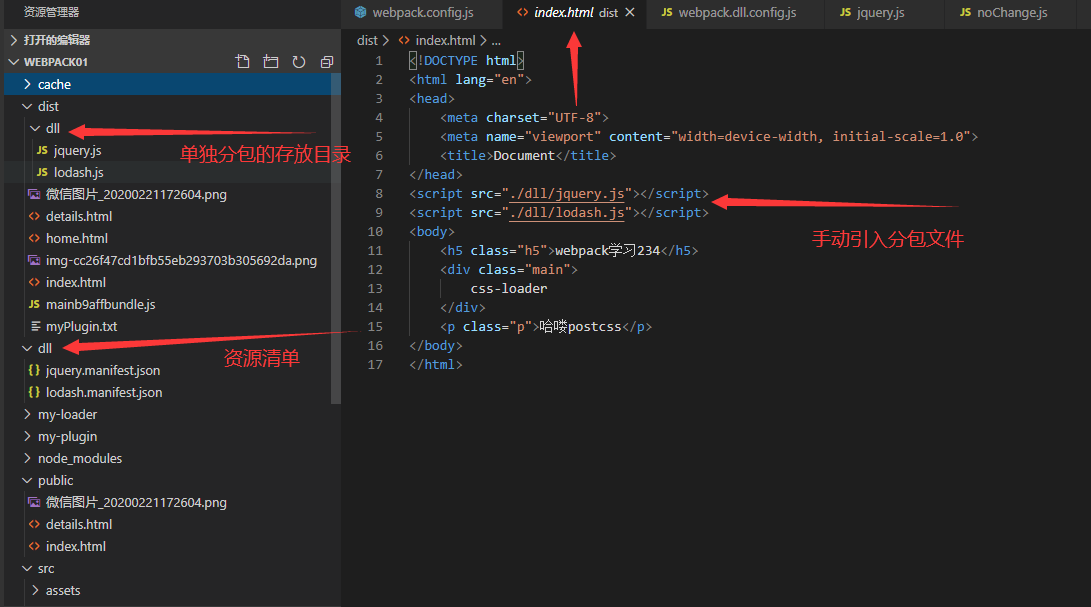 资源管理器
webpack.config.js
index.html dist
webpack.dll.config.js
jquery.js
noChange.js
打开的编辑器
WEBPACK01
cache
dist
dll
jquery.js
lodash.js
微信图片_20200221172604.png
details.html
home.html
img-cc26f47cd1bfb55eb293703b305692da.png
index.html
mainb9affbundle.js
myPlugin.txt
dll
jquery.manifest.json
lodash.manifest.json
my-loader
my-plugin
node_modules
public
微信图片_20200221172604.png
details.html
index.html
src
assets
单独分包的存放目录
资源清单
dist > index.html > ...
1 <!DOCTYPE html>
2 <html lang="en">
3 <head>
4 <meta charset="UTF-8">
5 <meta name="viewport" content="width=device-width, initial-scale=1.0">
6 <title>Document</title>
7 </head>
8 <script src="./dll/jquery.js"></script>
9 <script src="./dll/lodash.js"></script>
10 <body>
11 <h5 class="h5">webpack学习234</h5>
12 <div class="main">
13 css-loader
14 </div>
15 <p class="p">哈喽postcss</p>
16 </body>
17 </html>
手动引入分包文件